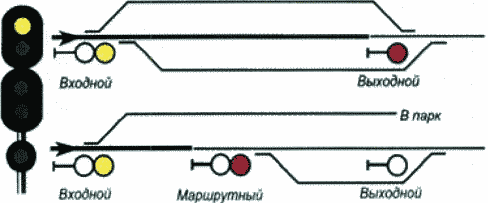 Входной
Выходной
В парк
Входной
Маршрутный
Выходной